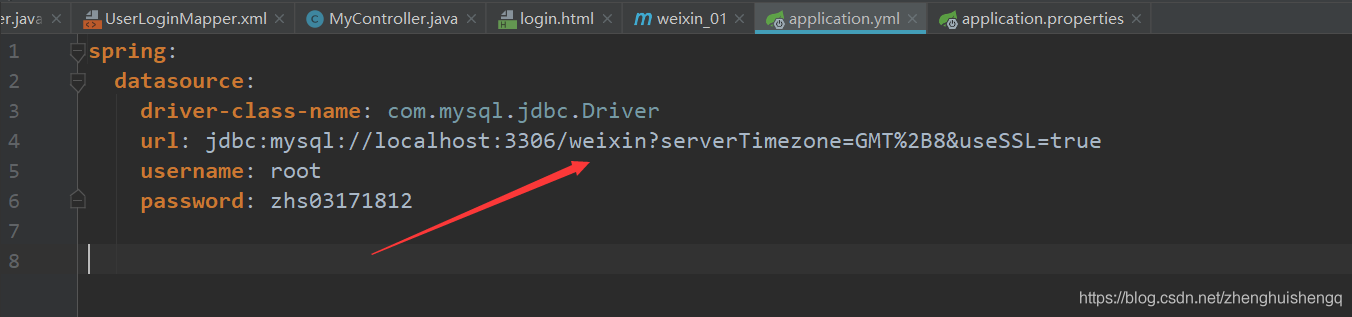 er.java UserLoginMapper.xml MyController.java login.html weixin_01 application.yml application.properties
1 spring:
2 datasource:
3 driver-class-name: com.mysql.jdbc.Driver
4 url: jdbc:mysql://localhost:3306/weixin?serverTimezone=GMT%2B8&useSSL=true
5 username: root
6 password: zhs03171812
7
8
https://blog.csdn.net/zhenghuishengq